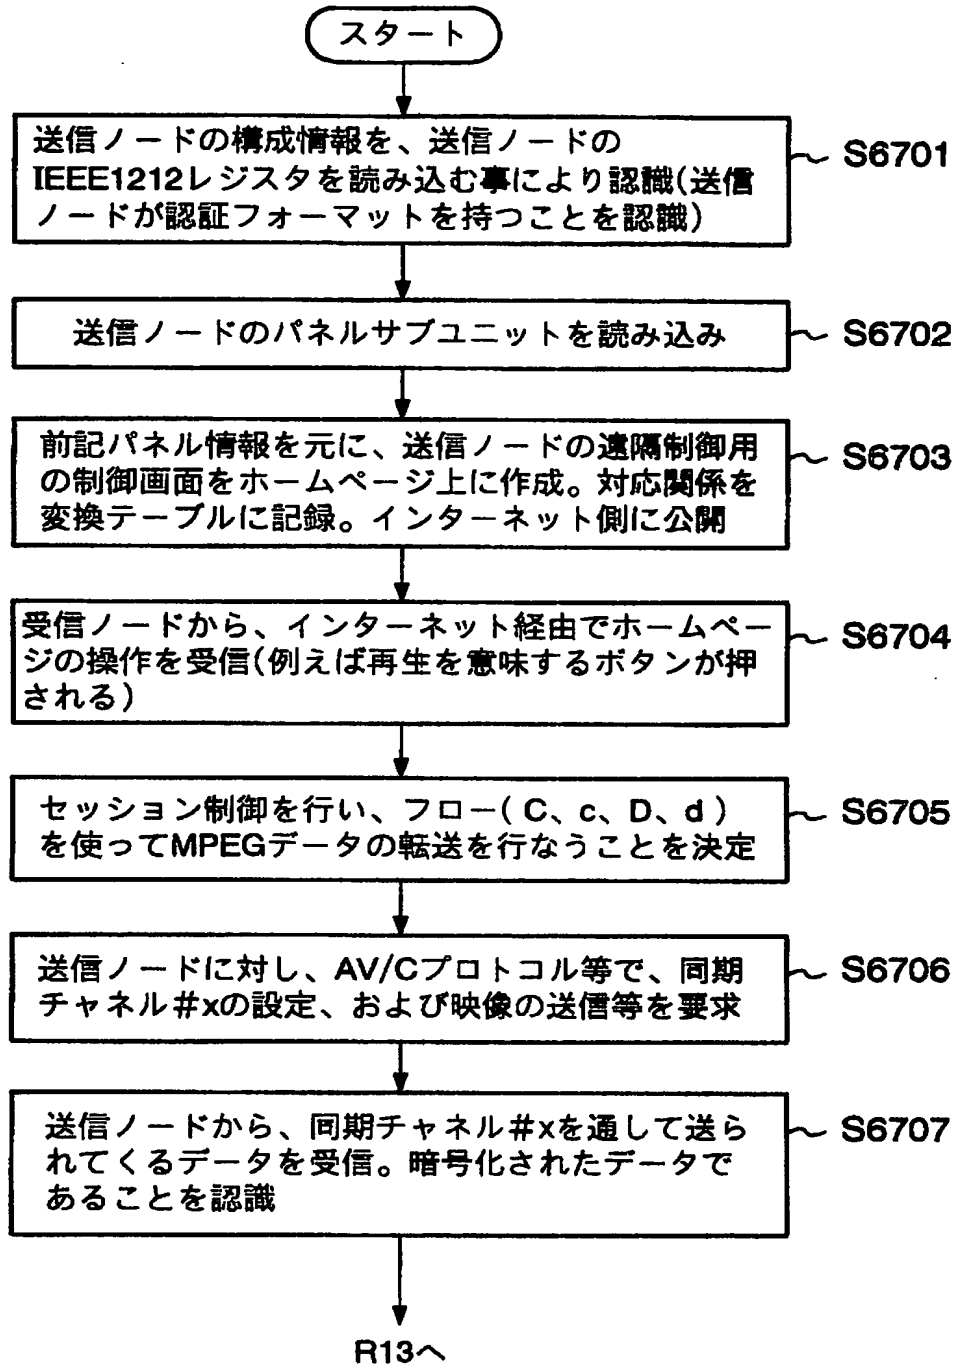 スタート
送信ノードの構成情報を、送信ノードの
IEEE1212レジスタを読み込む事により認識(送信
ノードが認証フォーマットを持つことを認識)
S6701
送信ノードのパネルサブユニットを読み込み
S6702
前記パネル情報を元に、送信ノードの遠隔制御用
の制御画面をホームページ上に作成。対応関係を
変換テーブルに記録。インターネット側に公開
S6703
受信ノードから、インターネット経由でホームペー
ジの操作を受信(例えば再生を意味するボタンが押
される)
S6704
セッション制御を行い、フロー(C、c、D、d)
を使ってMPEGデータの転送を行なうことを決定
S6705
送信ノードに対し、AV/Cプロトコル等で、同期
チャネル#xの設定、および映像の送信等を要求
S6706
送信ノードから、同期チャネル#xを通して送ら
れてくるデータを受信。暗号化されたデータで
あることを認識
S6707
R13へ